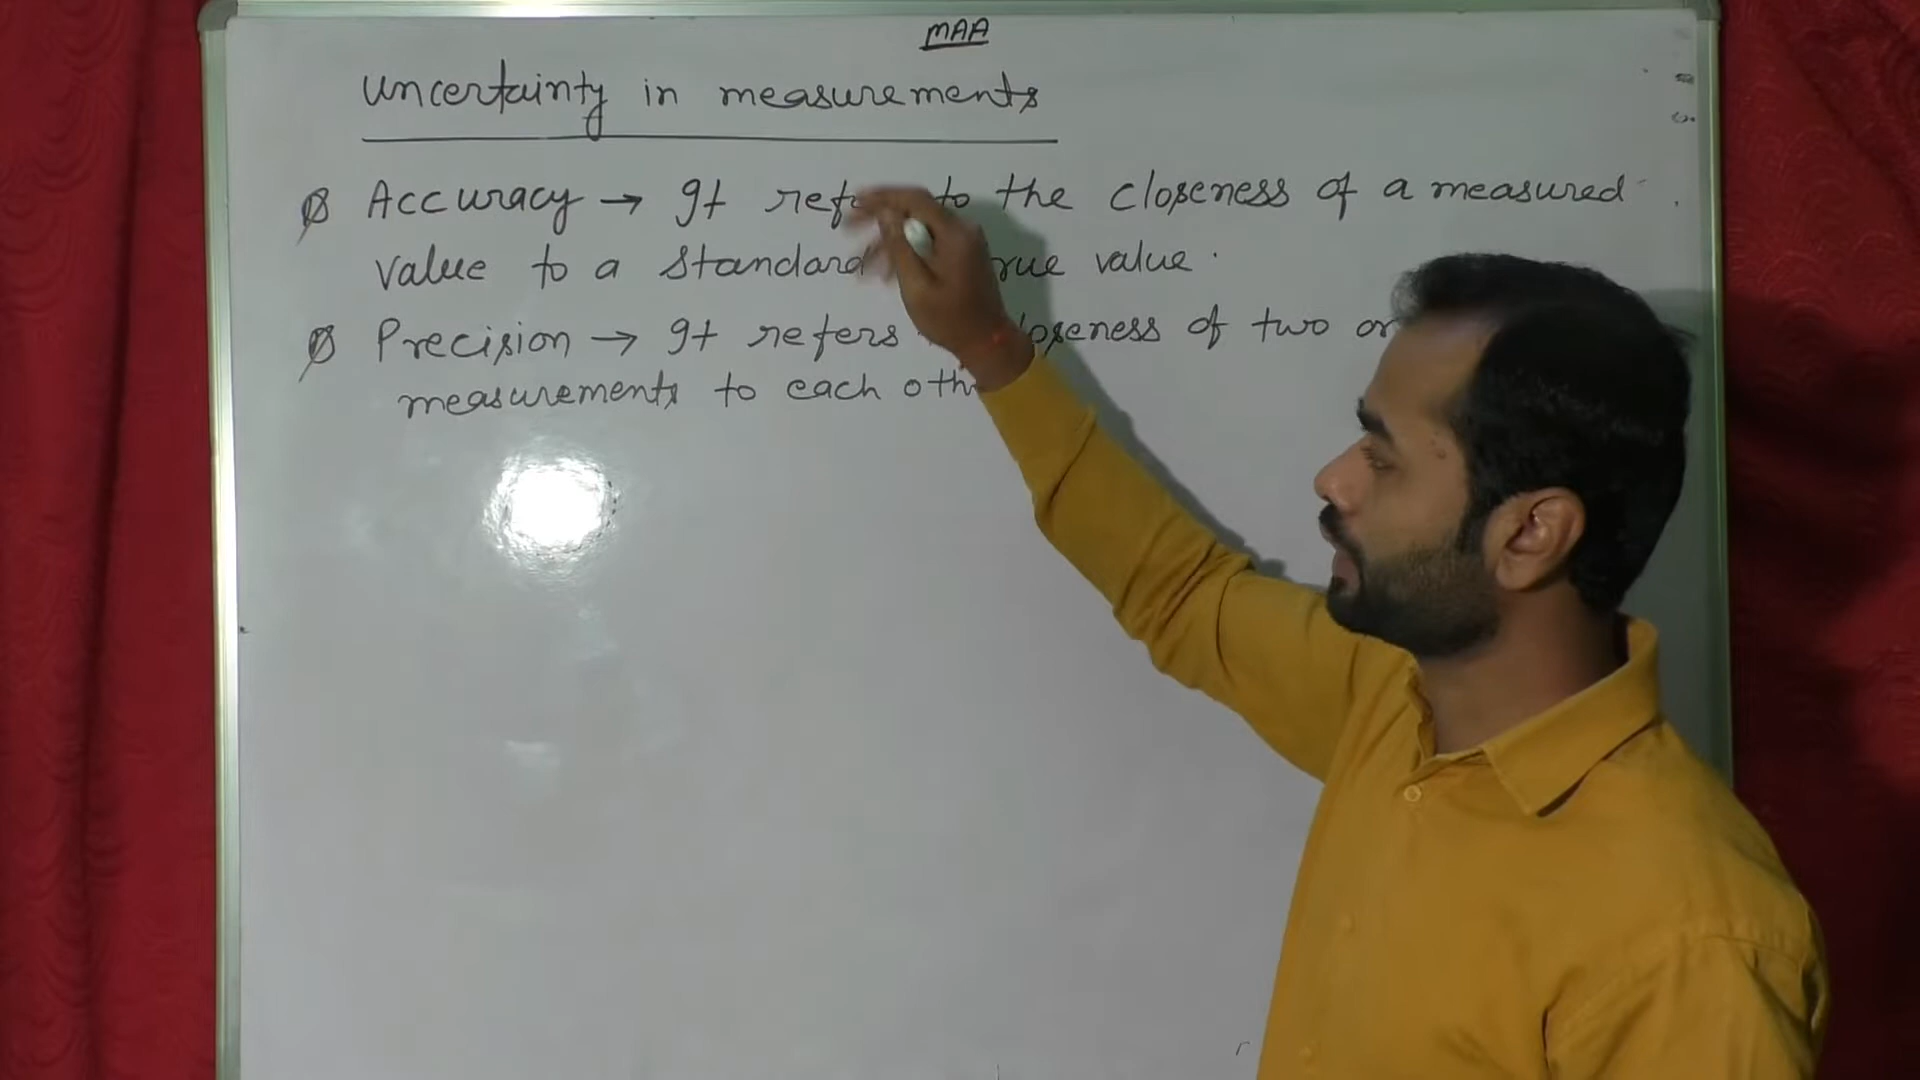 MAA
Uncertainty in measurements
Accuracy → It ref to the closeness of a measured
value to a standard rue value.
Precision → It refers loseness of two or
measurements to each oth